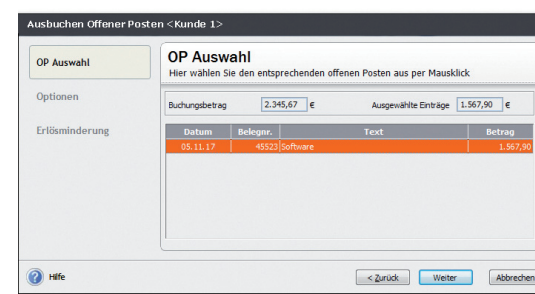 Ausbuchen Offener Posten <Kunde 1>
OP Auswahl
Optionen
Erlösminderung
OP Auswahl
Hier wählen Sie den entsprechenden offenen Posten aus per Mausklick
Buchungsbetrag 2.345,67 € Ausgewählte Einträge 1.567,90 €
Datum Belegnr. Text Betrag
05.11.17 45523 Software 1.567,90
Hilfe < Zurück Weiter Abbrechen